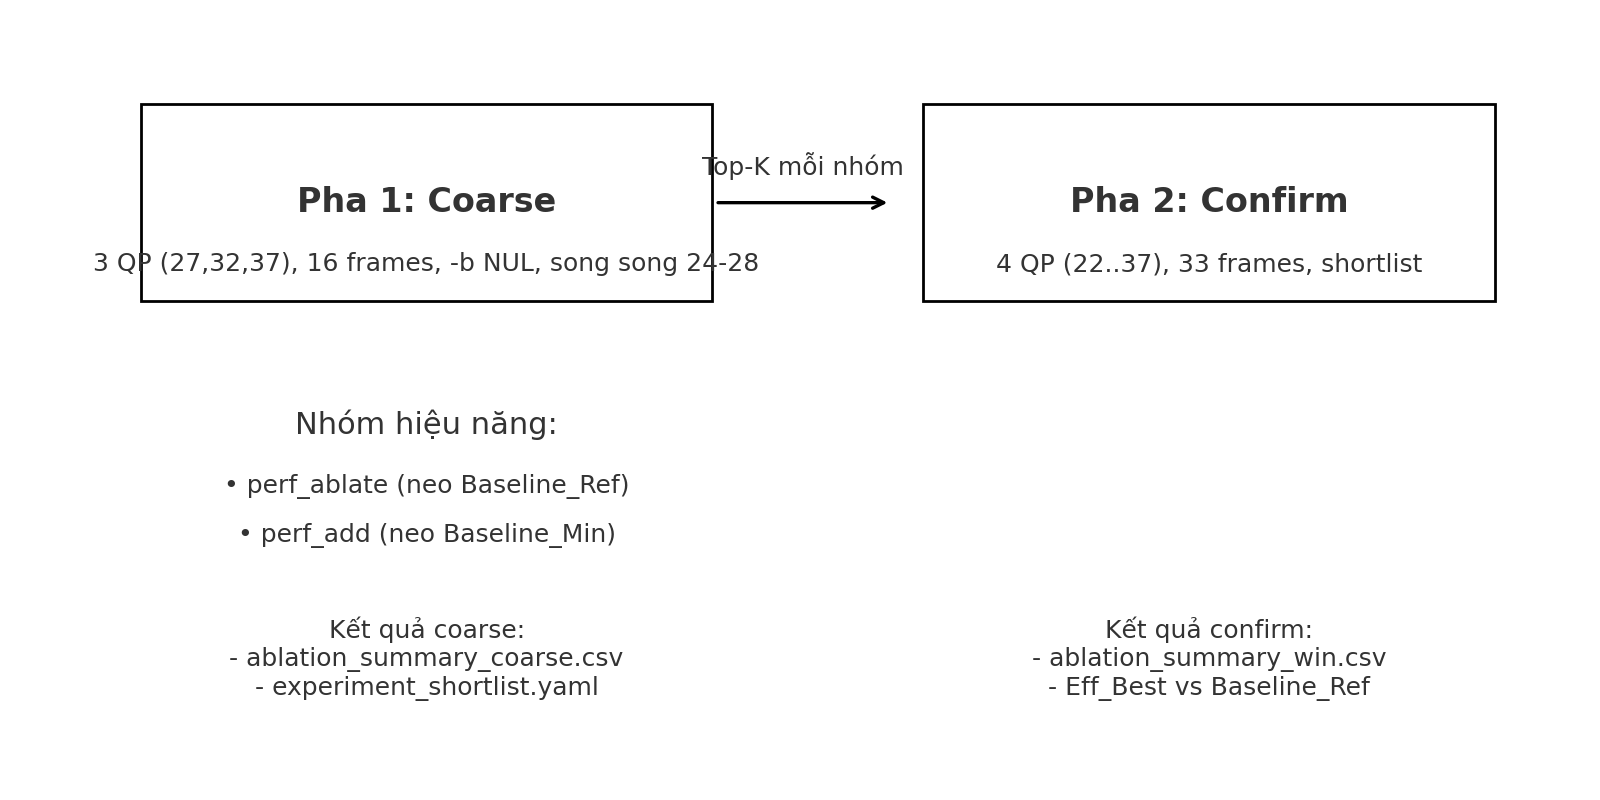 Pha 1: Coarse
3 QP (27,32,37), 16 frames, -b NUL, song song 24-28
Top-K mỗi nhóm
Pha 2: Confirm
4 QP (22..37), 33 frames, shortlist
Nhóm hiệu năng:
• perf_ablate (neo Baseline_Ref)
• perf_add (neo Baseline_Min)
Kết quả coarse:
- ablation_summary_coarse.csv
- experiment_shortlist.yaml
Kết quả confirm:
- ablation_summary_win.csv
- Eff_Best vs Baseline_Ref